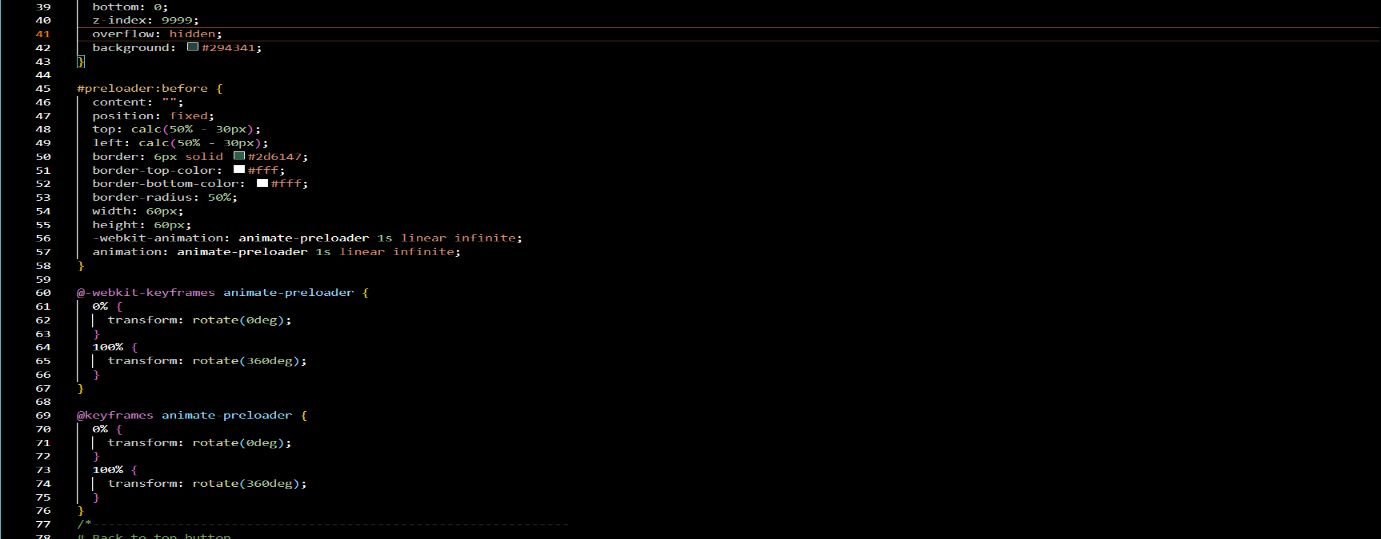 39 bottom: 0;
40 z-index: 9999;
41 overflow: hidden;
42 background: #294341;
43 }
44
45 #preloader:before {
46 content: "";
47 position: fixed;
48 top: calc(50% - 30px);
49 left: calc(50% - 30px);
50 border: 6px solid #2d6147;
51 border-top-color: #fff;
52 border-bottom-color: #fff;
53 border-radius: 50%;
54 width: 60px;
55 height: 60px;
56 -webkit-animation: animate-preloader 1s linear infinite;
57 animation: animate-preloader 1s linear infinite;
58 }
59
60 @-webkit-keyframes animate-preloader {
61 0% {
62 transform: rotate(0deg);
63 }
64 100% {
65 transform: rotate(360deg);
66 }
67 }
68
69 @keyframes animate-preloader {
70 0% {
71 transform: rotate(0deg);
72 }
73 100% {
74 transform: rotate(360deg);
75 }
76 }
77 /*--------------------------------------------------------------
78 # Back to top button